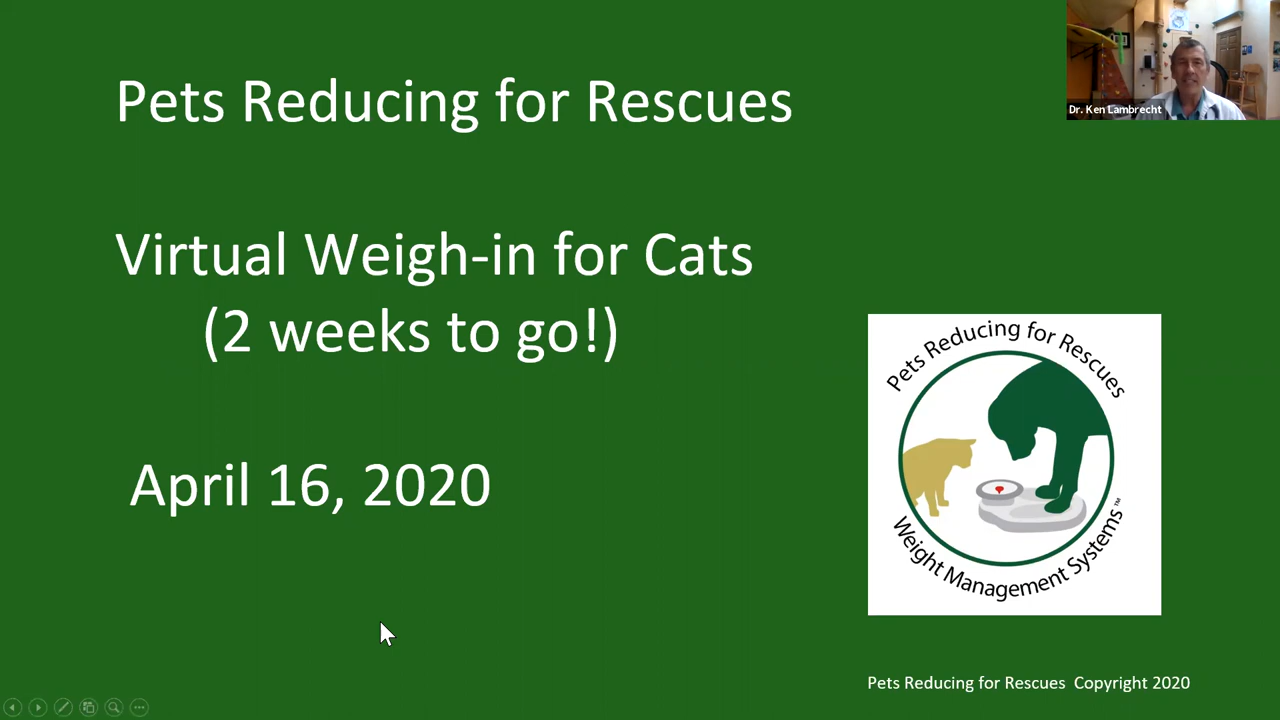 Pets Reducing for Rescues
Dr. Ken Lambrecht
Virtual Weigh-in for Cats
(2 weeks to go!)
April 16, 2020
Pets Reducing for Rescues
Weight Management Systems™
Pets Reducing for Rescues Copyright 2020